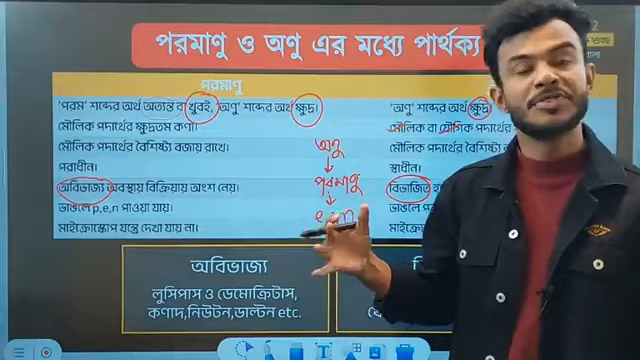 পরমাণু ও অণু এর মধ্যে পার্থক্য
পরমাণু
'পরম' শব্দের অর্থ অত্যন্ত বা খুবই, 'অণু' শব্দের অর্থ ক্ষুদ্র।
মৌলিক পদার্থের ক্ষুদ্রতম কণা।
মৌলিক পদার্থের বৈশিষ্ট্য বজায় রাখে।
পরাধীন।
অবিভাজ্য অবস্থায় বিক্রিয়ায় অংশ নেয়।
ভাঙলে p,e,n পাওয়া যায়।
মাইক্রোস্কোপ যন্ত্রে দেখা যায় না।
অণু
পরমাণু
'অণু' শব্দের অর্থ ক্ষুদ্র
মৌলিক বা যৌগিক পদার্থের
মৌলিক পদার্থের বৈশিষ্ট্য
স্বাধীন।
বিভাজিত
ভাঙলে
অবিভাজ্য
লুসিপাস ও ডেমোক্রিটাস,
কণাদ,নিউটন,ডাল্টন etc.